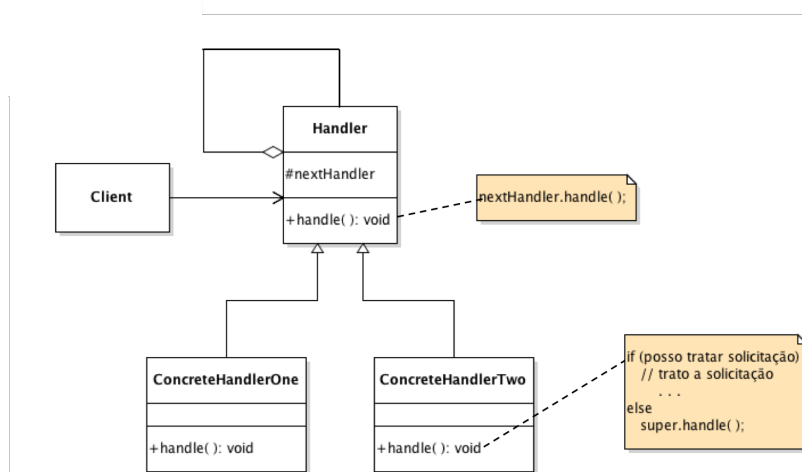 Handler
#nextHandler
+handle( ): void
Client
nextHandler.handle( );
ConcreteHandlerOne
+handle( ): void
ConcreteHandlerTwo
+handle( ): void
if (posso tratar solicitação)
// trato a solicitação
. . .
else
super.handle( );